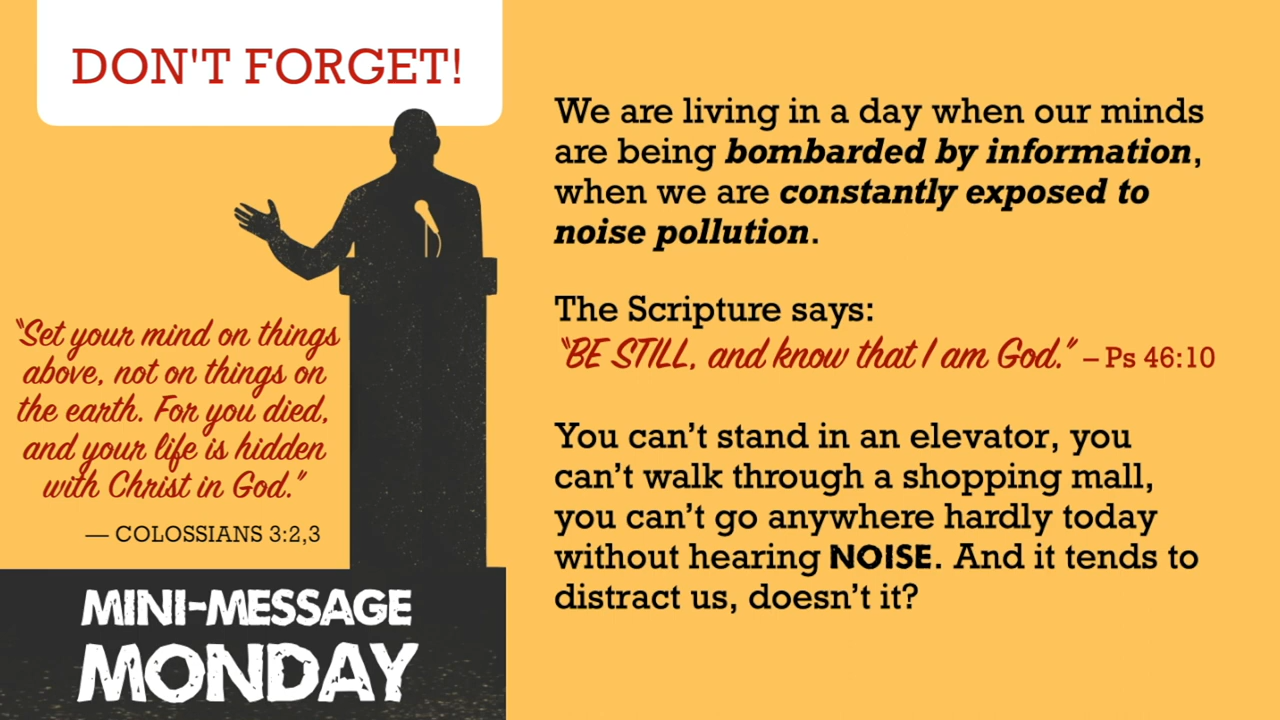 DON'T FORGET!
"Set your mind on things
above, not on things on
the earth. For you died,
and your life is hidden
with Christ in God."
— COLOSSIANS 3:2,3
MINI-MESSAGE
MONDAY
We are living in a day when our minds
are being bombarded by information,
when we are constantly exposed to
noise pollution.
The Scripture says:
"BE STILL, and know that I am God." – Ps 46:10
You can't stand in an elevator, you
can't walk through a shopping mall,
you can't go anywhere hardly today
without hearing NOISE. And it tends to
distract us, doesn't it?